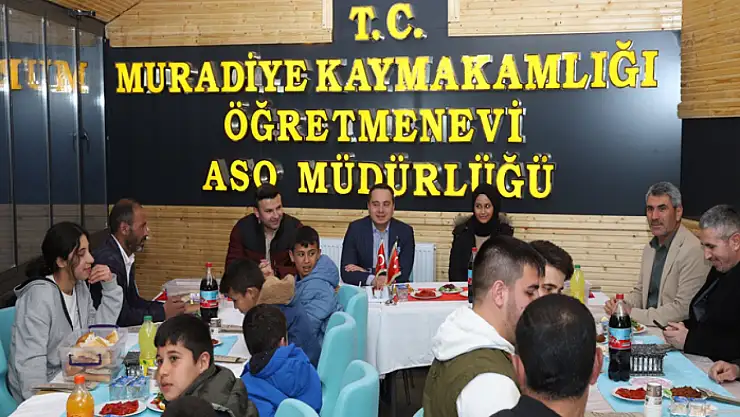 T.C.
MURADİYE KAYMAKAMLIĞI
ÖĞRETMENEVİ
ASO MÜDÜRLÜĞÜ